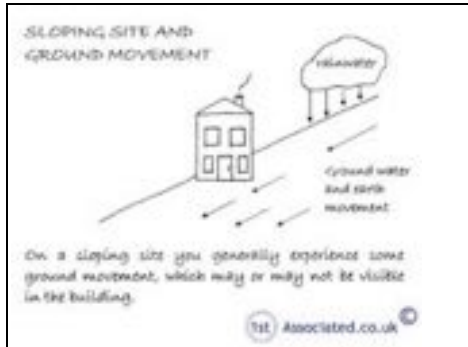 SLOPING SITE AND
GROUND MOVEMENT
rainwater
Ground water
and earth
movement
On a sloping site you generally experience some
ground movement, which may or may not be visible
in the building.
1st Associated.co.uk ©